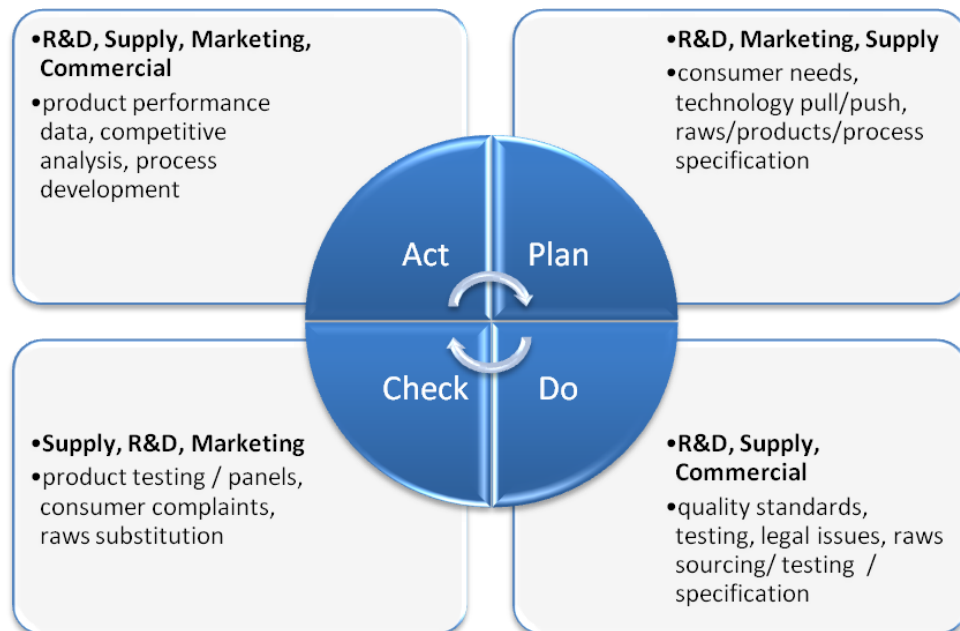 •R&D, Supply, Marketing,
Commercial
•product performance
data, competitive
analysis, process
development
•R&D, Marketing, Supply
•consumer needs,
technology pull/push,
raws/products/process
specification
Act
Plan
Check
Do
•Supply, R&D, Marketing
•product testing / panels,
consumer complaints,
raws substitution
•R&D, Supply,
Commercial
•quality standards,
testing, legal issues, raws
sourcing/ testing /
specification